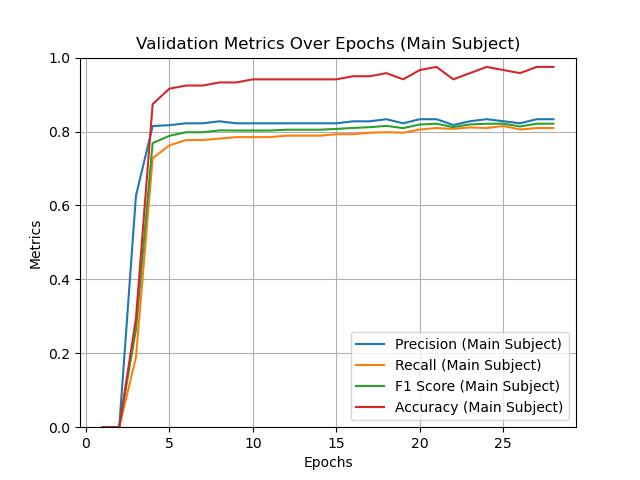 Validation Metrics Over Epochs (Main Subject)
1.0
0.8
0.6
0.4
0.2
0.0
Metrics
0 5 10 15 20 25
Epochs
Precision (Main Subject)
Recall (Main Subject)
F1 Score (Main Subject)
Accuracy (Main Subject)